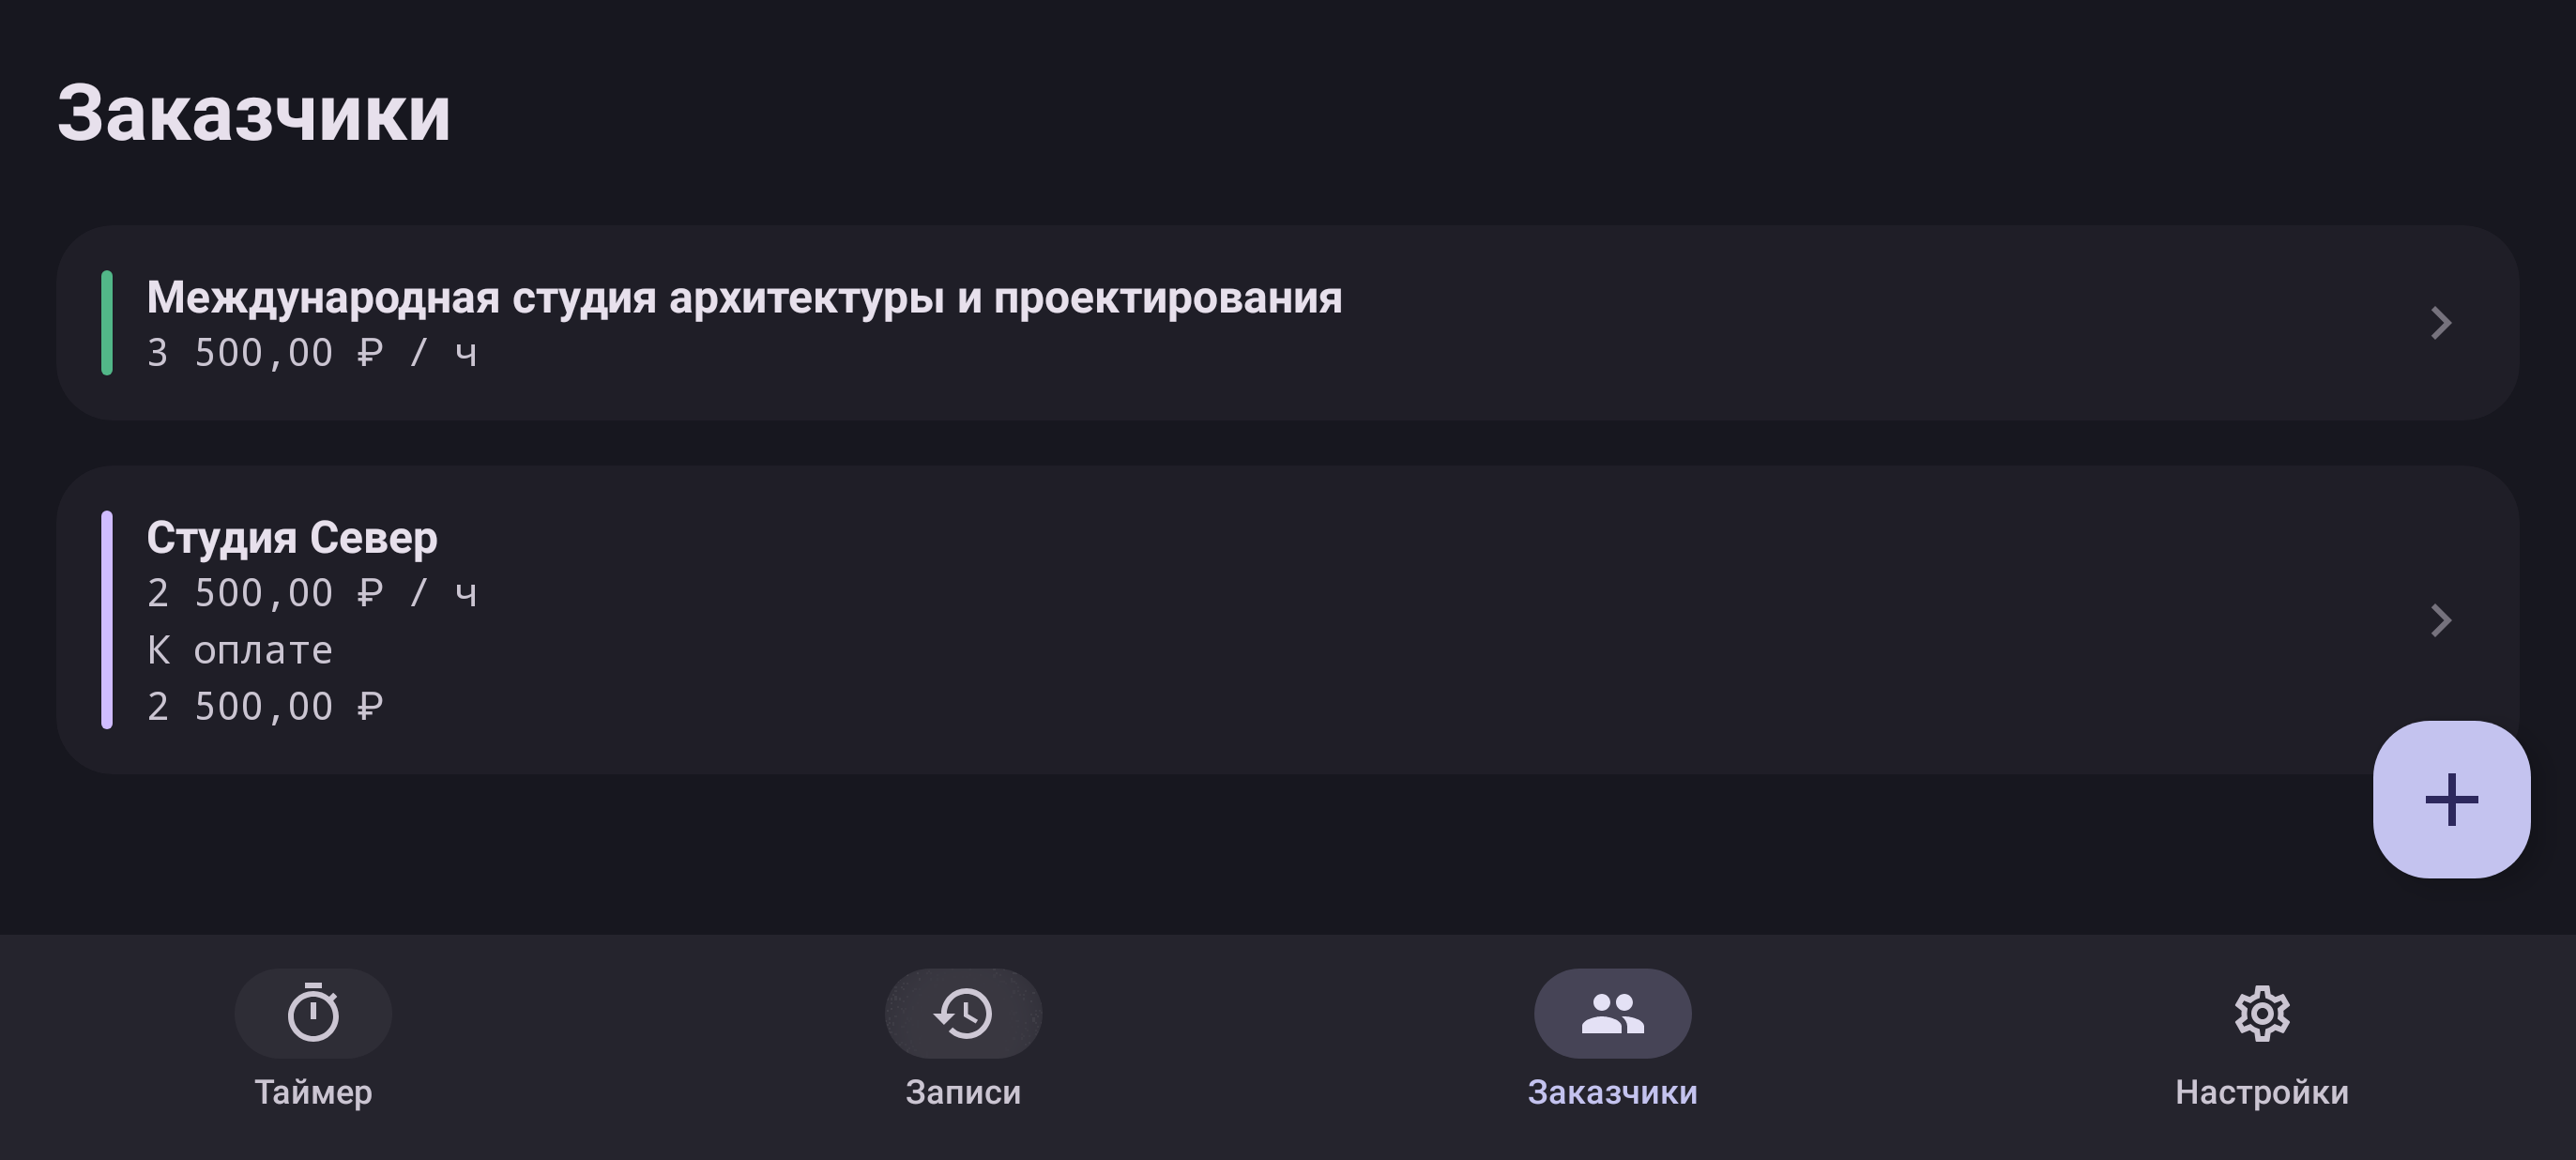 Заказчики
Международная студия архитектуры и проектирования
3 500,00 ₽ / ч
Студия Север
2 500,00 ₽ / ч
К оплате
2 500,00 ₽
Таймер
Записи
Заказчики
Настройки